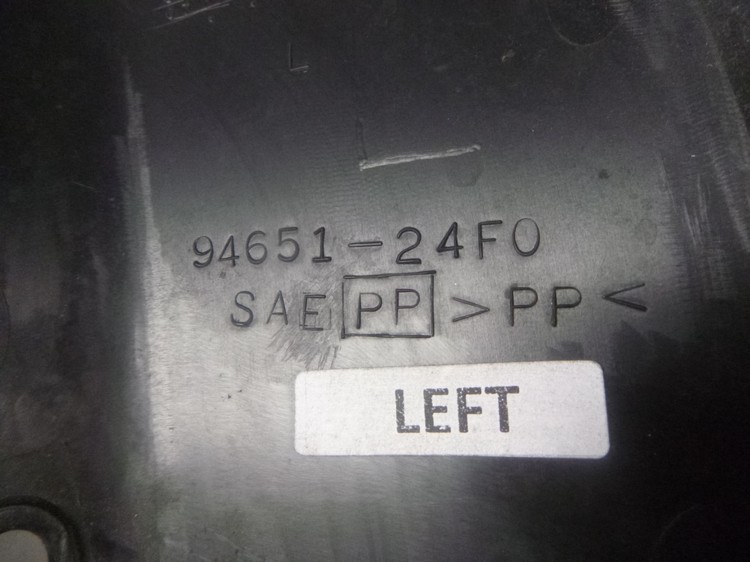 L
94651-24F0
SAE PP >PP<
LEFT